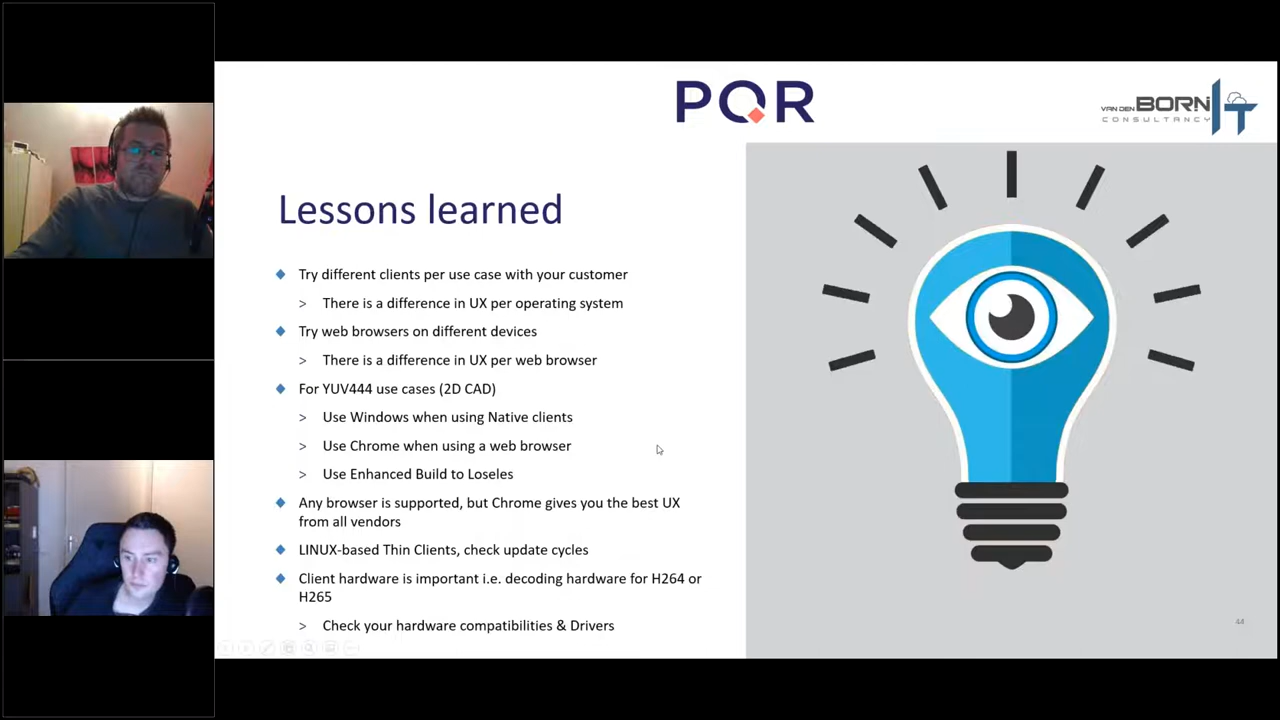 PQR
VAN DEN BORN IT
CONSULTANCY
Lessons learned
Try different clients per use case with your customer
> There is a difference in UX per operating system
Try web browsers on different devices
> There is a difference in UX per web browser
For YUV444 use cases (2D CAD)
> Use Windows when using Native clients
> Use Chrome when using a web browser
> Use Enhanced Build to Loseles
Any browser is supported, but Chrome gives you the best UX
from all vendors
LINUX-based Thin Clients, check update cycles
Client hardware is important i.e. decoding hardware for H264 or
H265
> Check your hardware compatibilities & Drivers
44